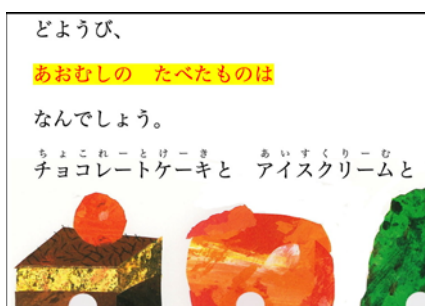 どようび、
あおむしの　たべたものは
なんでしょう。
ちょこれーとけーき　あいすくりーむ
チョコレートケーキと　アイスクリームと